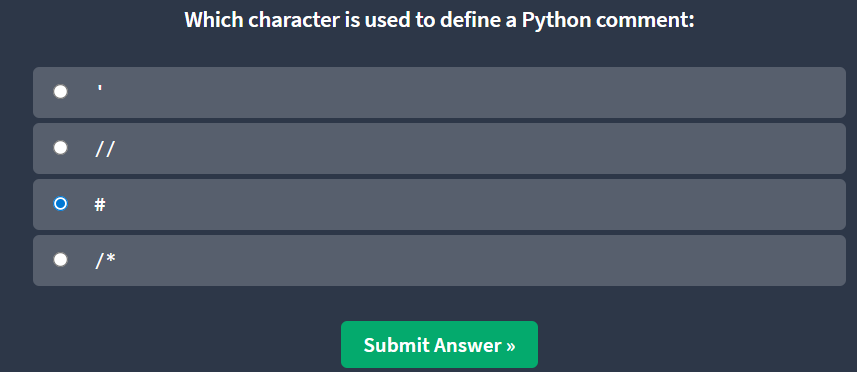 Which character is used to define a Python comment:
'
//
#
/*
Submit Answer »